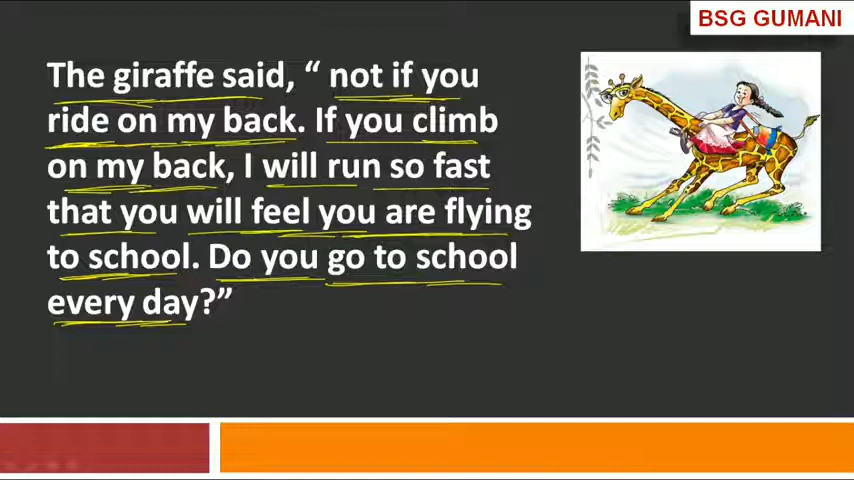 BSG GUMANI
The giraffe said, “ not if you
ride on my back. If you climb
on my back, I will run so fast
that you will feel you are flying
to school. Do you go to school
every day?”